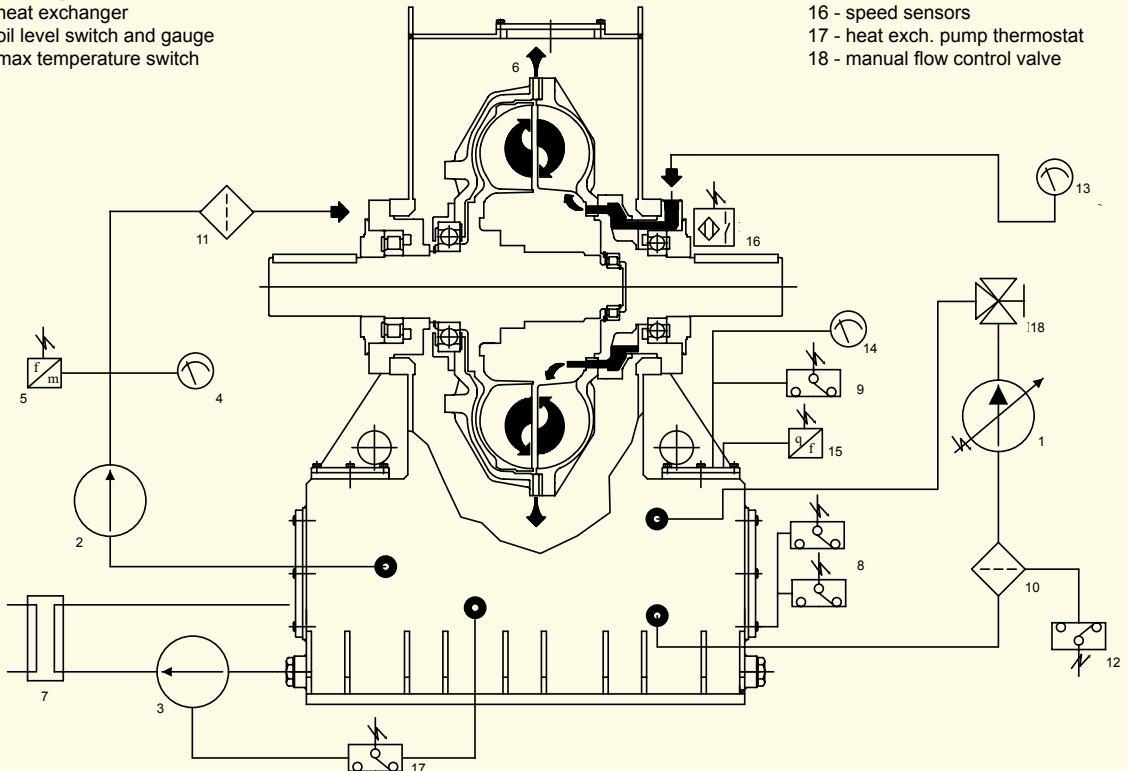 heat exchanger
oil level switch and gauge
max temperature switch
16 - speed sensors
17 - heat exch. pump thermostat
18 - manual flow control valve
6
13
11
16
18
14
f
m
5
4
9
q
f
15
1
2
8
10
12
7
3
17